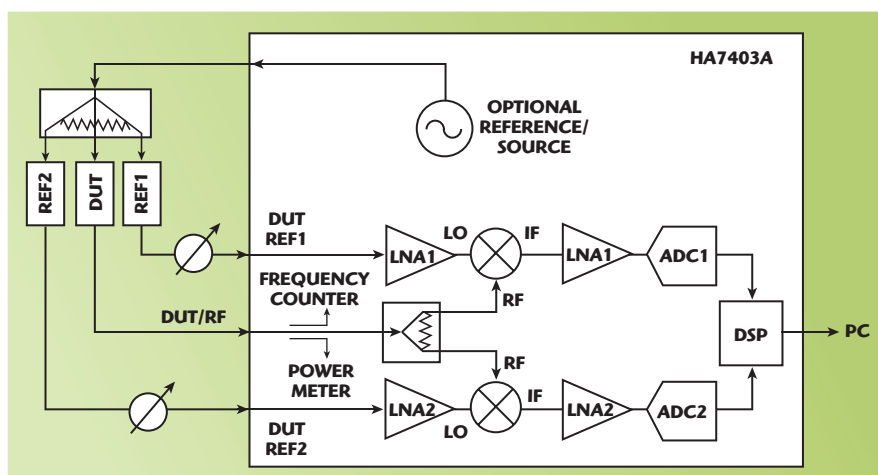 HA7403A
OPTIONAL
REFERENCE/
SOURCE
REF2
DUT
REF1
DUT
REF1
LNA1
LO
IF
LNA1
ADC1
FREQUENCY
COUNTER
RF
DUT/RF
DSP
PC
POWER
METER
RF
LNA2
LO
IF
LNA2
ADC2
DUT
REF2